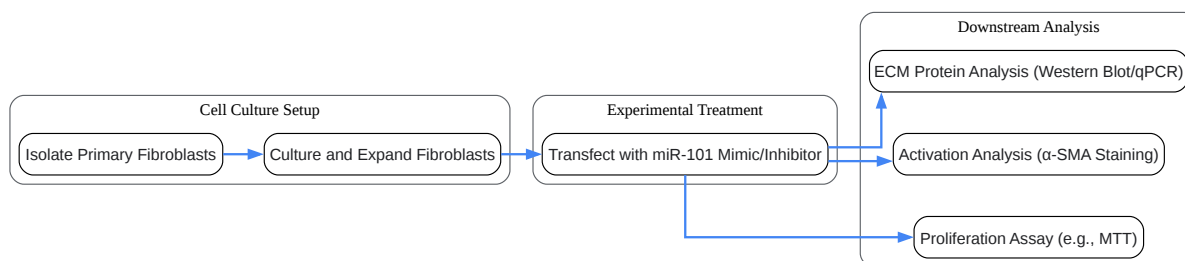 Cell Culture Setup
Isolate Primary Fibroblasts
Culture and Expand Fibroblasts
Experimental Treatment
Transfect with miR-101 Mimic/Inhibitor
Downstream Analysis
ECM Protein Analysis (Western Blot/qPCR)
Activation Analysis (α-SMA Staining)
Proliferation Assay (e.g., MTT)